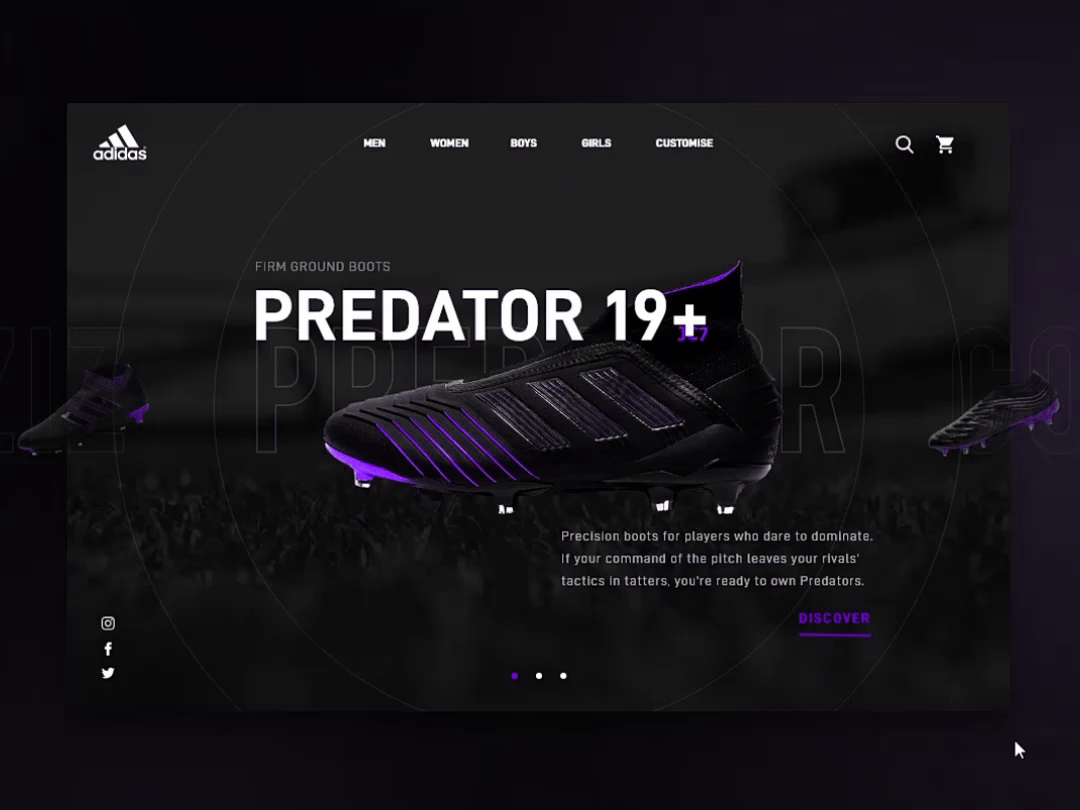 adidas
MEN WOMEN BOYS GIRLS CUSTOMISE
FIRM GROUND BOOTS
PREDATOR 19+
PREDATOR
Precision boots for players who dare to dominate.
If your command of the pitch leaves your rivals'
tactics in tatters, you're ready to own Predators.
DISCOVER